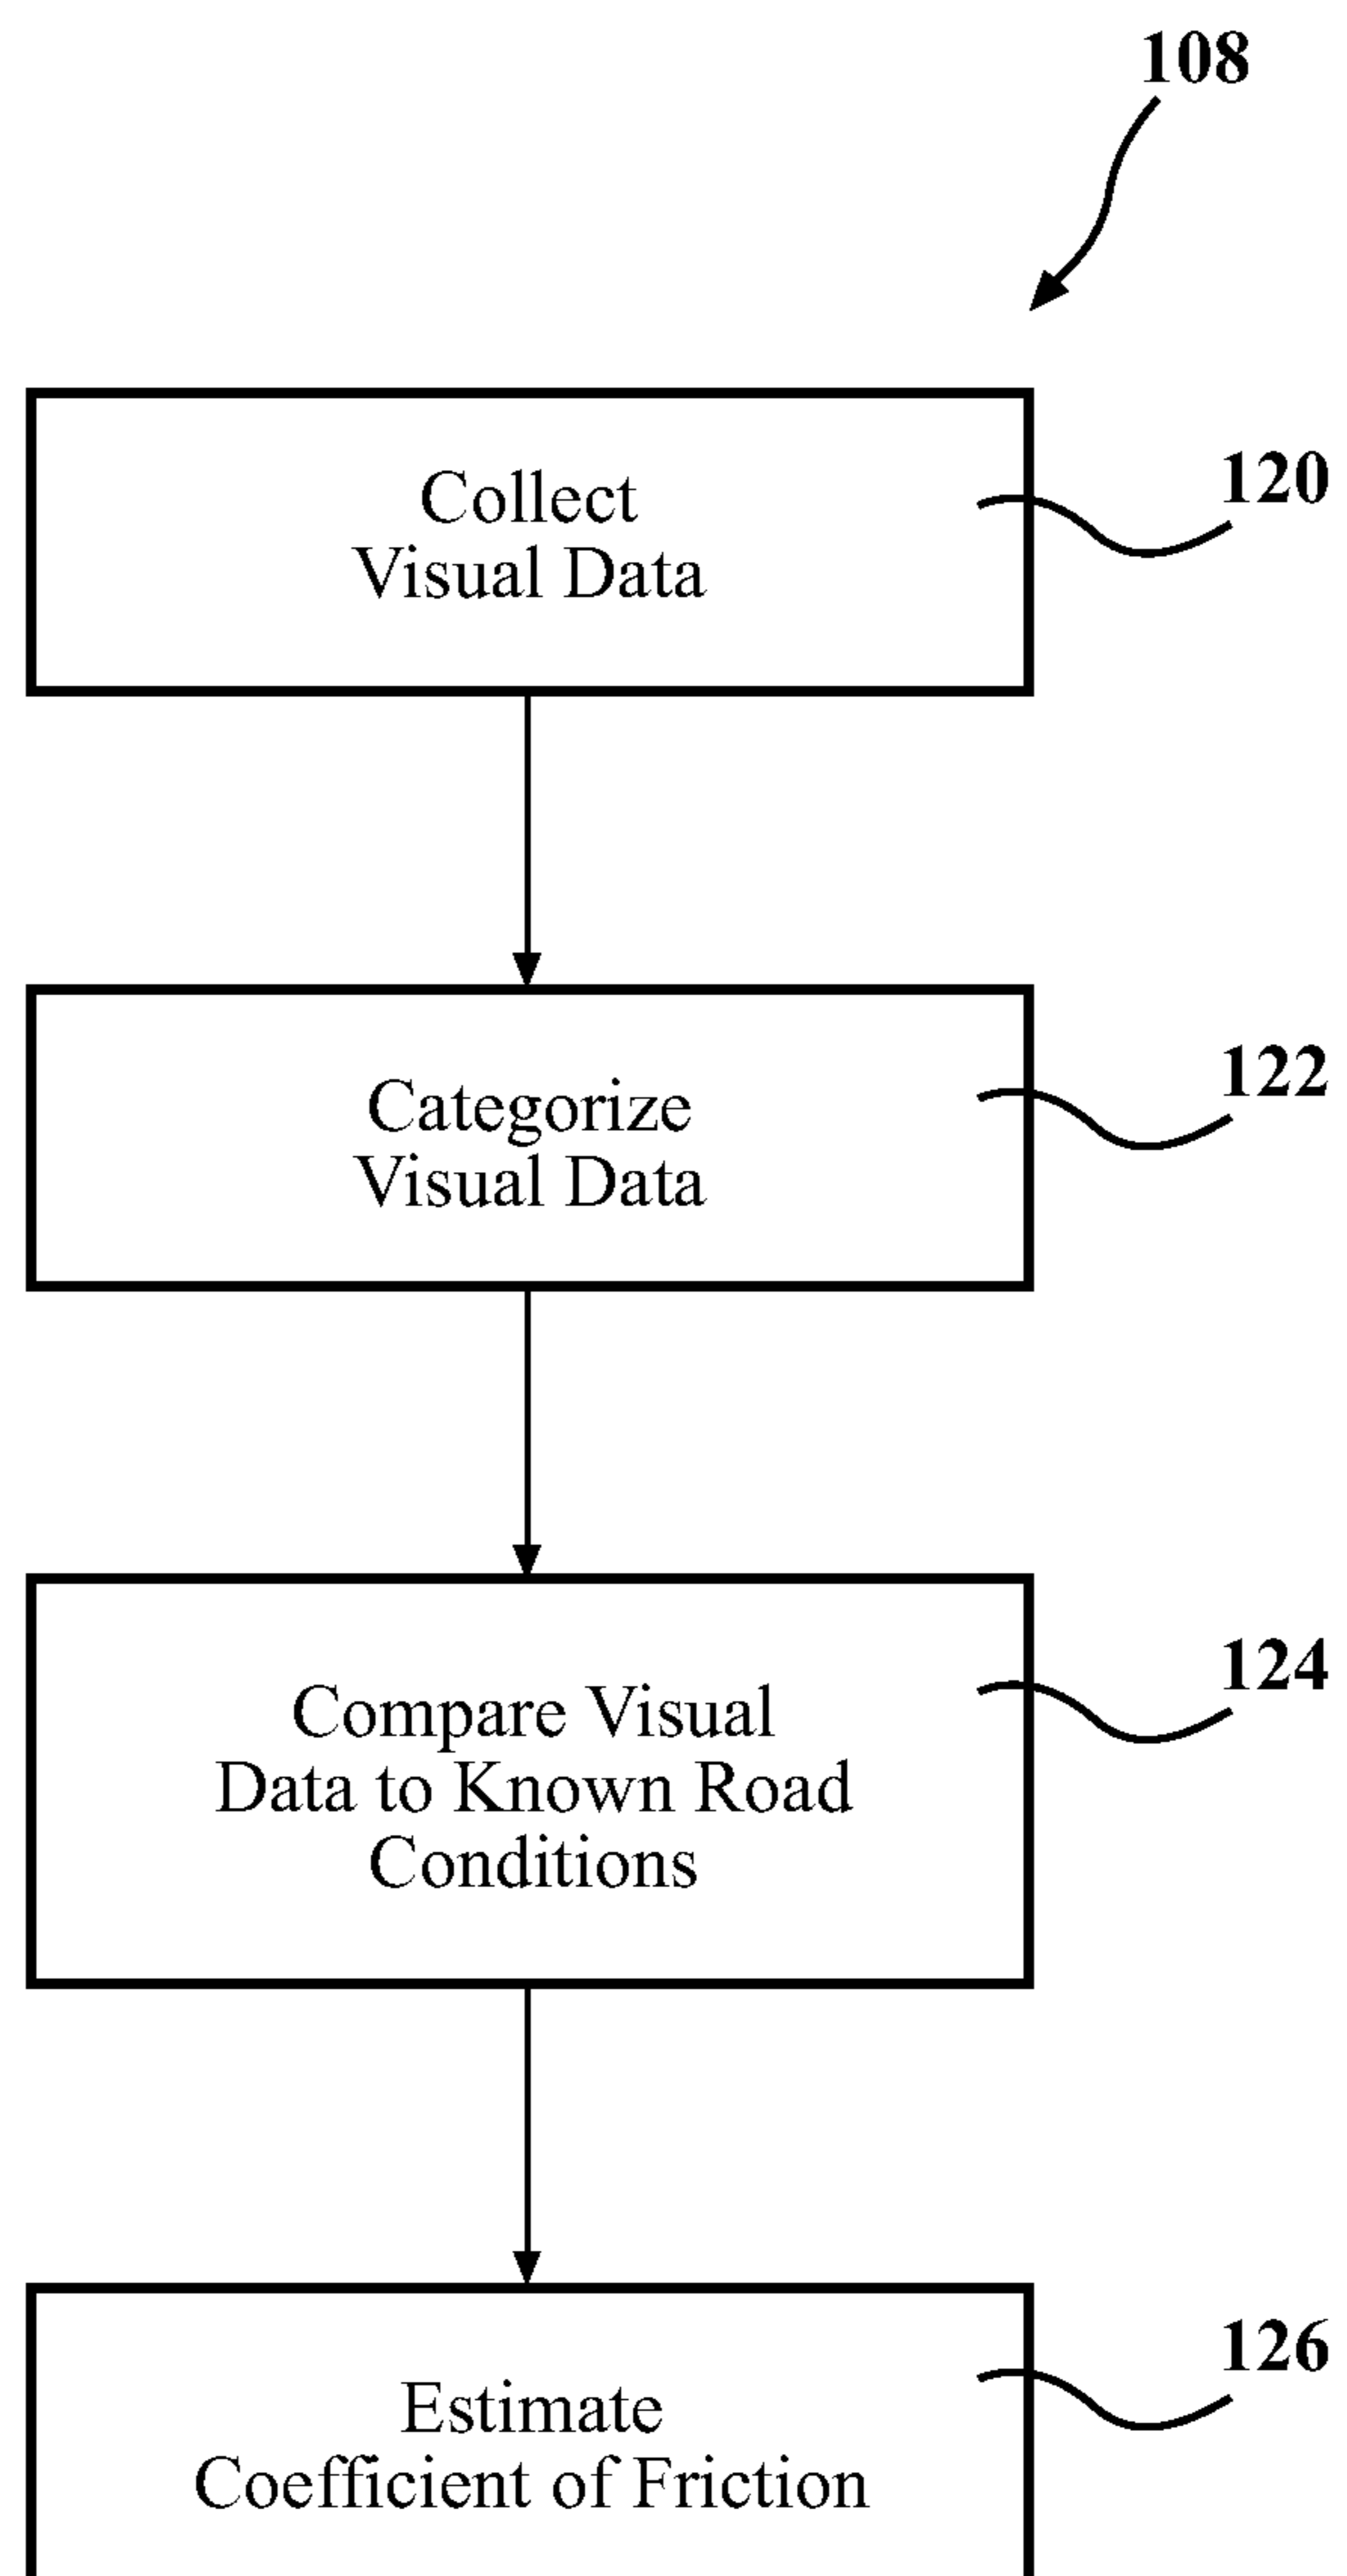 108
Collect
Visual Data
120
Categorize
Visual Data
122
Compare Visual
Data to Known Road
Conditions
124
Estimate
Coefficient of Friction
126